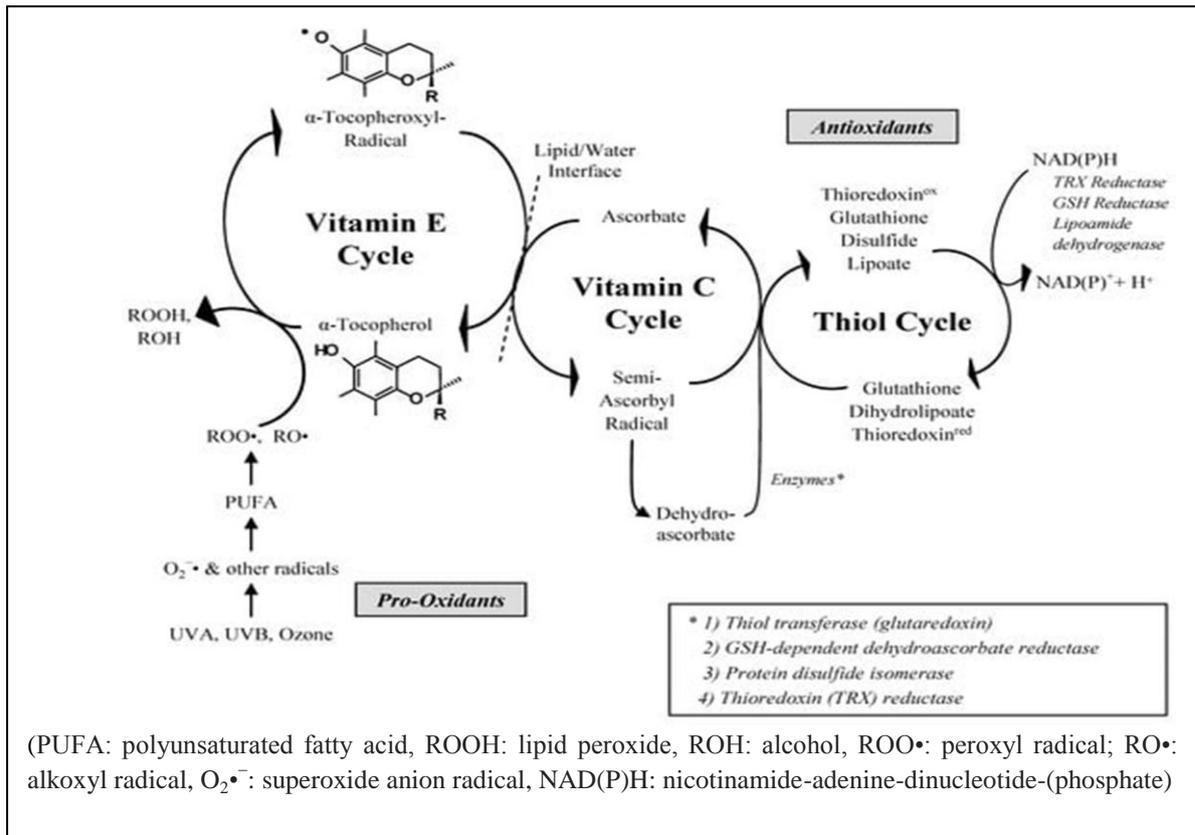 • O
O
R
α-Tocopheroxyl-
Radical
Lipid/Water
Interface
Vitamin E
Cycle
ROOH,
ROH
α-Tocopherol
HO
O
R
ROO•, RO•
PUFA
O₂⁻• & other radicals
UVA, UVB, Ozone
Pro-Oxidants
Ascorbate
Vitamin C
Cycle
Semi-
Ascorbyl
Radical
Dehydro-
ascorbate
Enzymes*
Antioxidants
Thioredoxinᵒˣ
Glutathione
Disulfide
Lipoate
NAD(P)H
TRX Reductase
GSH Reductase
Lipoamide
dehydrogenase
NAD(P)⁺+ H⁺
Thiol Cycle
Glutathione
Dihydrolipoate
Thioredoxinʳᵉᵈ
* 1) Thiol transferase (glutaredoxin)
2) GSH-dependent dehydroascorbate reductase
3) Protein disulfide isomerase
4) Thioredoxin (TRX) reductase
(PUFA: polyunsaturated fatty acid, ROOH: lipid peroxide, ROH: alcohol, ROO•: peroxyl radical; RO•:
alkoxyl radical, O₂•⁻: superoxide anion radical, NAD(P)H: nicotinamide-adenine-dinucleotide-(phosphate)